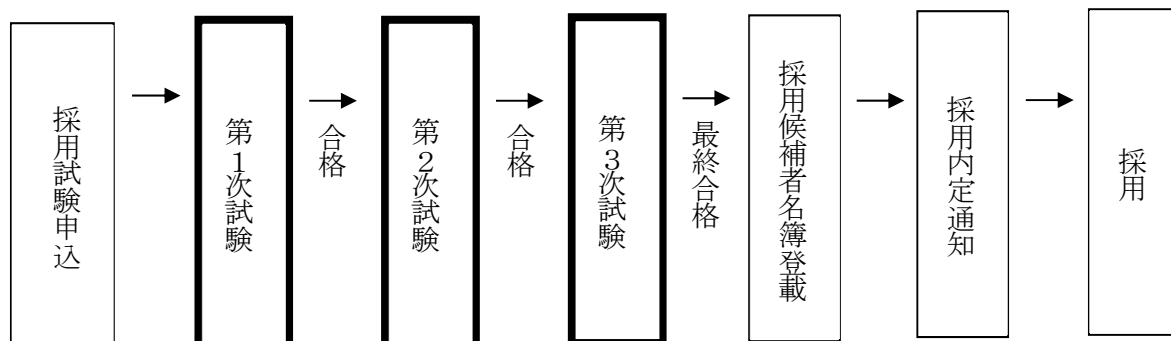 採用試験申込
第１次試験
合格
第２次試験
合格
第３次試験
最終合格
採用候補者名簿登載
採用内定通知
採用